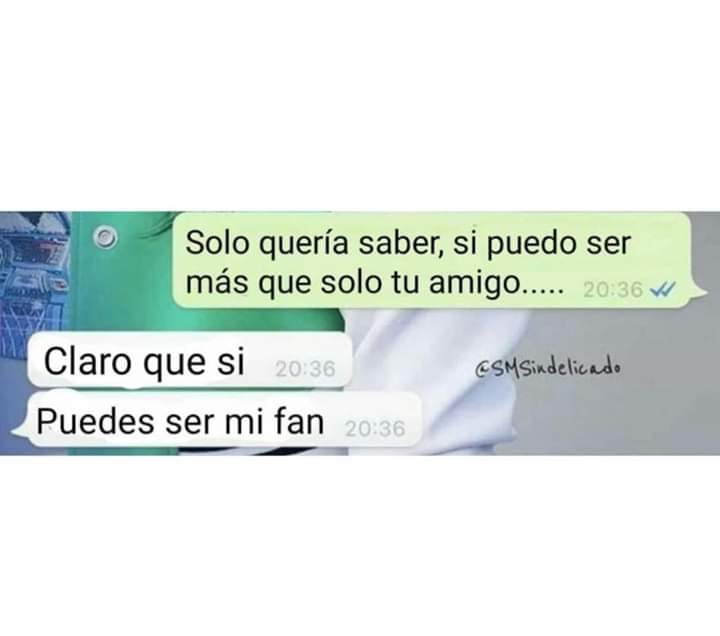 Solo quería saber, si puedo ser
más que solo tu amigo..... 20:36
Claro que si 20:36
@SMSindelicado
Puedes ser mi fan 20:36